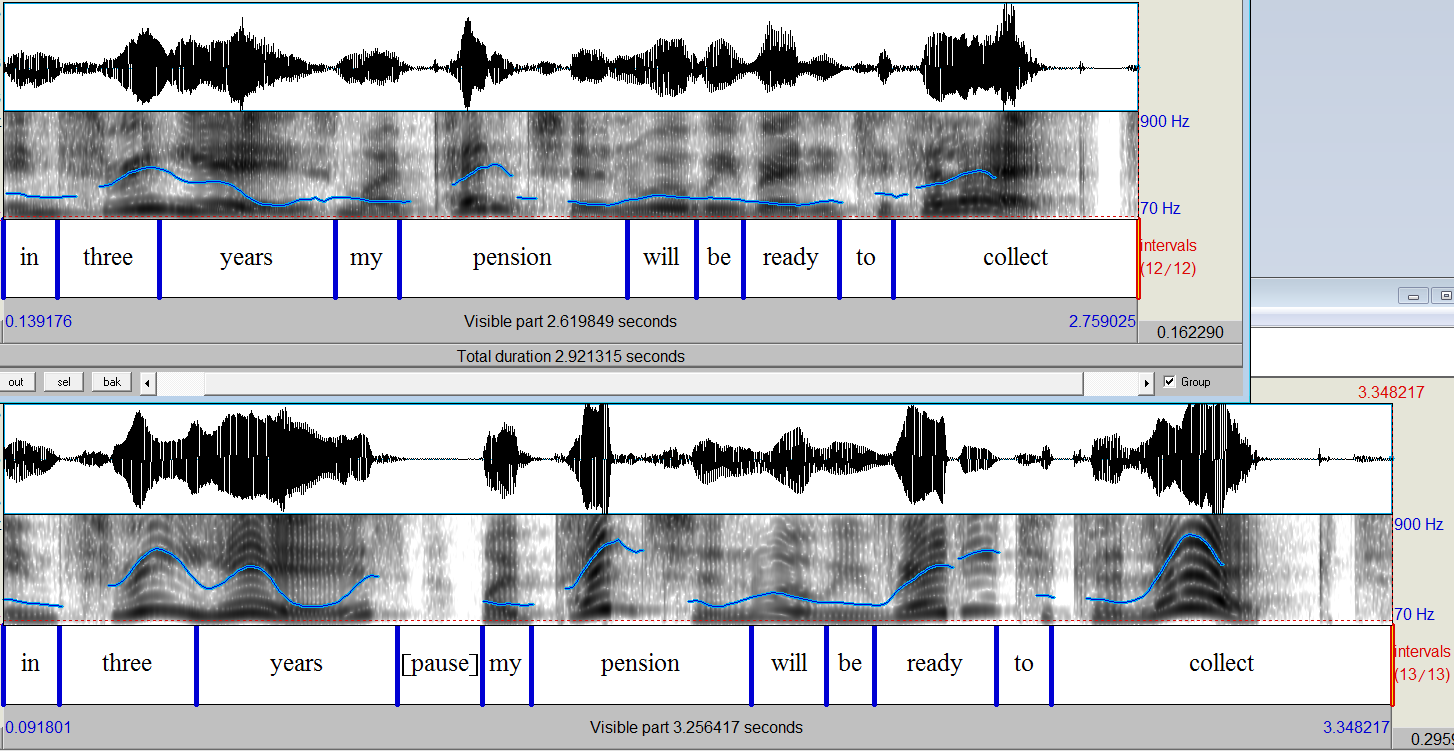 900 Hz
70 Hz
in three years my pension will be ready to collect
intervals
(12/12)
0.139176 Visible part 2.619849 seconds 2.759025
0.162290
Total duration 2.921315 seconds
out sel bak Group
3.348217
900 Hz
70 Hz
in three years [pause] my pension will be ready to collect
intervals
(13/13)
0.091801 Visible part 3.256417 seconds 3.348217
0.2959